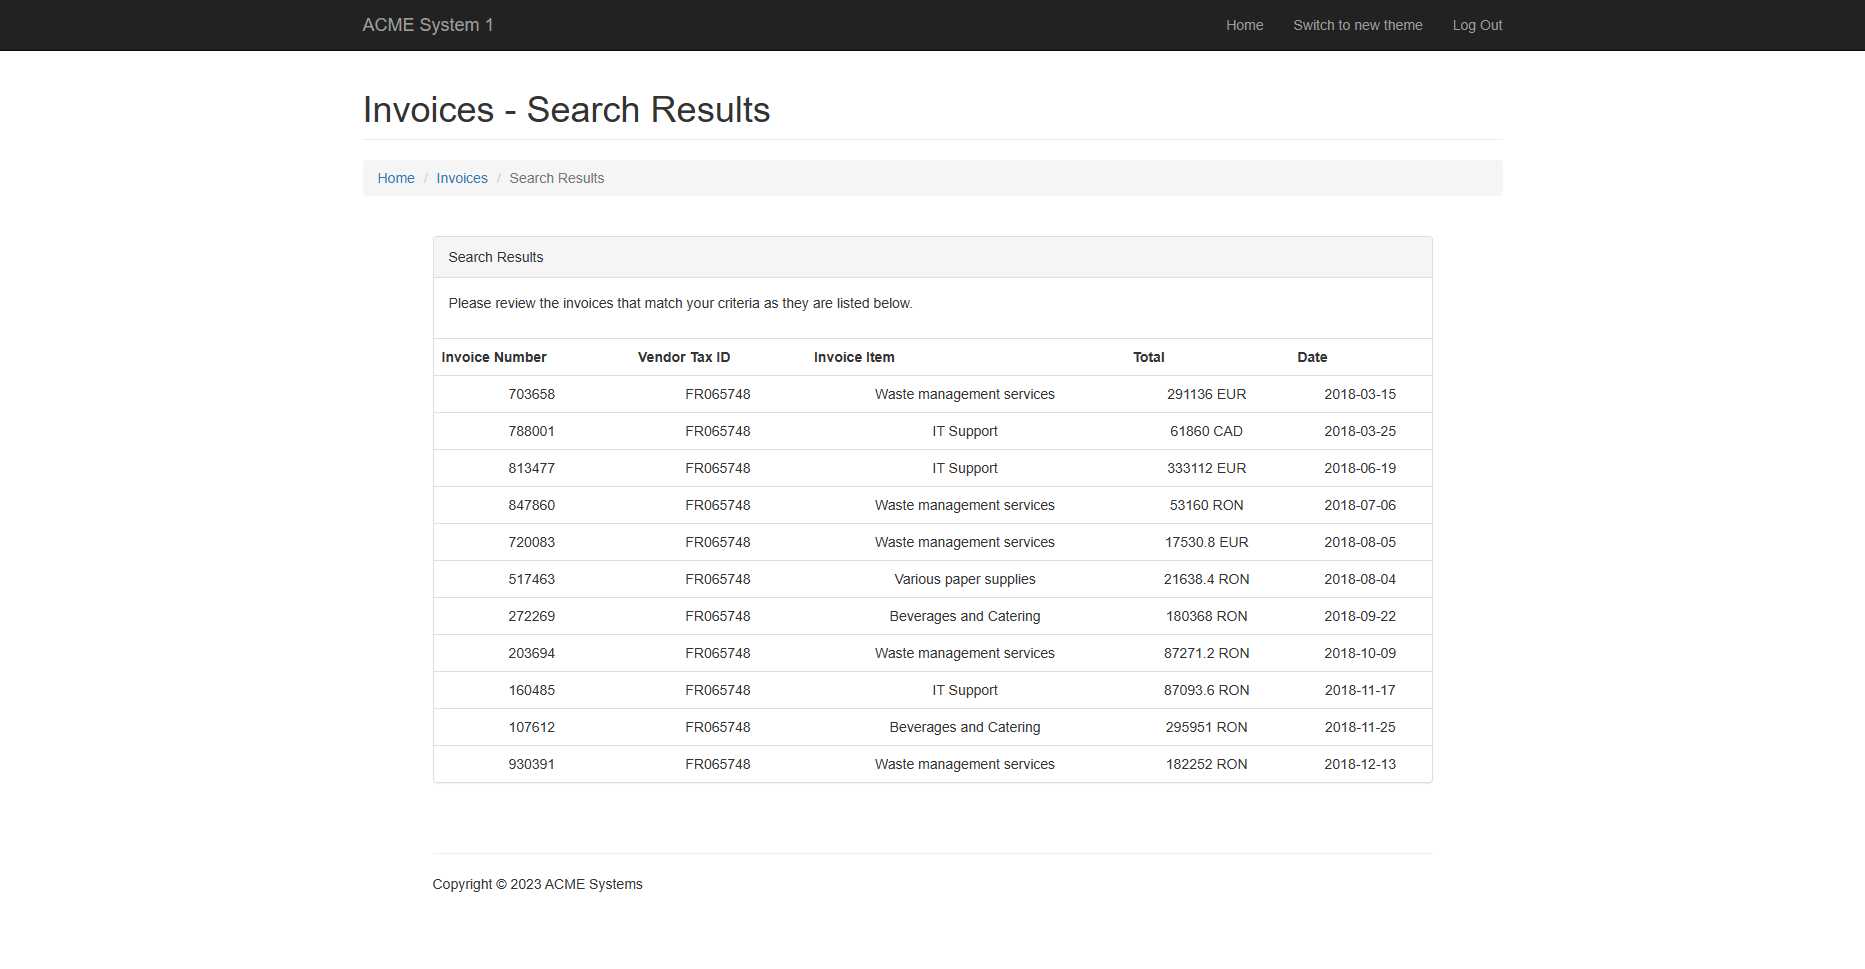 ACME System 1 Home Switch to new theme Log Out
Invoices - Search Results
Home / Invoices / Search Results
Search Results
Please review the invoices that match your criteria as they are listed below.
Invoice Number Vendor Tax ID Invoice Item Total Date
703658 FR065748 Waste management services 291136 EUR 2018-03-15
788001 FR065748 IT Support 61860 CAD 2018-03-25
813477 FR065748 IT Support 333112 EUR 2018-06-19
847860 FR065748 Waste management services 53160 RON 2018-07-06
720083 FR065748 Waste management services 17530.8 EUR 2018-08-05
517463 FR065748 Various paper supplies 21638.4 RON 2018-08-04
272269 FR065748 Beverages and Catering 180368 RON 2018-09-22
203694 FR065748 Waste management services 87271.2 RON 2018-10-09
160485 FR065748 IT Support 87093.6 RON 2018-11-17
107612 FR065748 Beverages and Catering 295951 RON 2018-11-25
930391 FR065748 Waste management services 182252 RON 2018-12-13
Copyright © 2023 ACME Systems